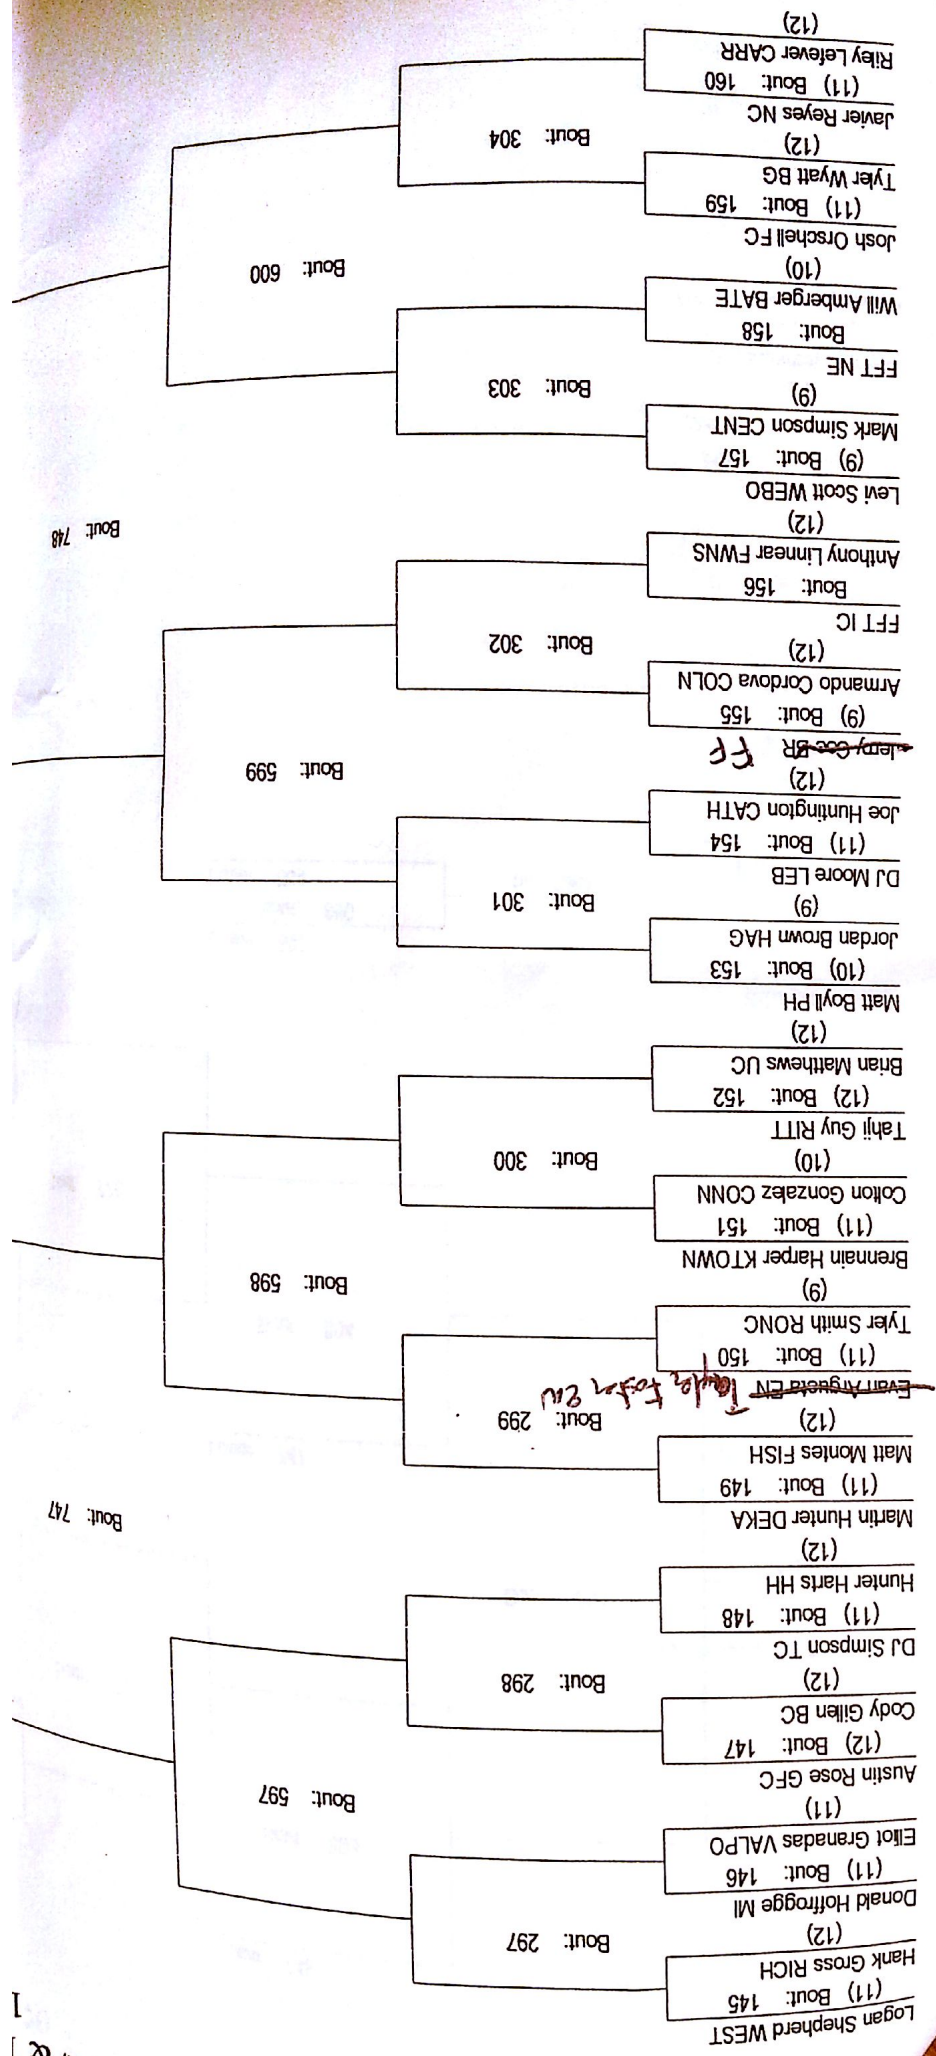 Logan Shepherd WEST
(11) Bout: 145
Hank Gross RICH
(12)
Bout: 297
Donald Hoffrogge MI
(11) Bout: 146
Elliot Granadas VALPO
(11)
Bout: 597
Austin Rose GFC
(12) Bout: 147
Cody Gillen BC
(12)
Bout: 298
DJ Simpson TC
(11) Bout: 148
Hunter Harts HH
(12)
Bout: 747
Martin Hunter DEKA
(11) Bout: 149
Matt Montes FISH
(12)
Bout: 299
Evan Argueta EN Taylor Foster EN
(11) Bout: 150
Tyler Smith RONC
(9)
Bout: 598
Brennain Harper KTOWN
(11) Bout: 151
Colton Gonzalez CONN
(10)
Bout: 300
Tahji Guy RITT
(12) Bout: 152
Brian Matthews UC
(12)
Matt Boyll PH
(10) Bout: 153
Jordan Brown HAG
(9)
Bout: 301
DJ Moore LEB
(11) Bout: 154
Joe Huntington CATH
(12)
Bout: 599
BR FF
(9) Bout: 155
Armando Cordova COLN
(12)
Bout: 302
FFT IC
Bout: 156
Anthony Linnear FWNS
(12)
Bout: 748
Levi Scott WEBO
(9) Bout: 157
Mark Simpson CENT
(9)
Bout: 303
FFT NE
Bout: 158
Will Amberger BATE
(10)
Bout: 600
Josh Orschell FC
(11) Bout: 159
Tyler Wyatt BG
(12)
Bout: 304
Javier Reyes NC
(11) Bout: 160
Riley Lefever CARR
(12)